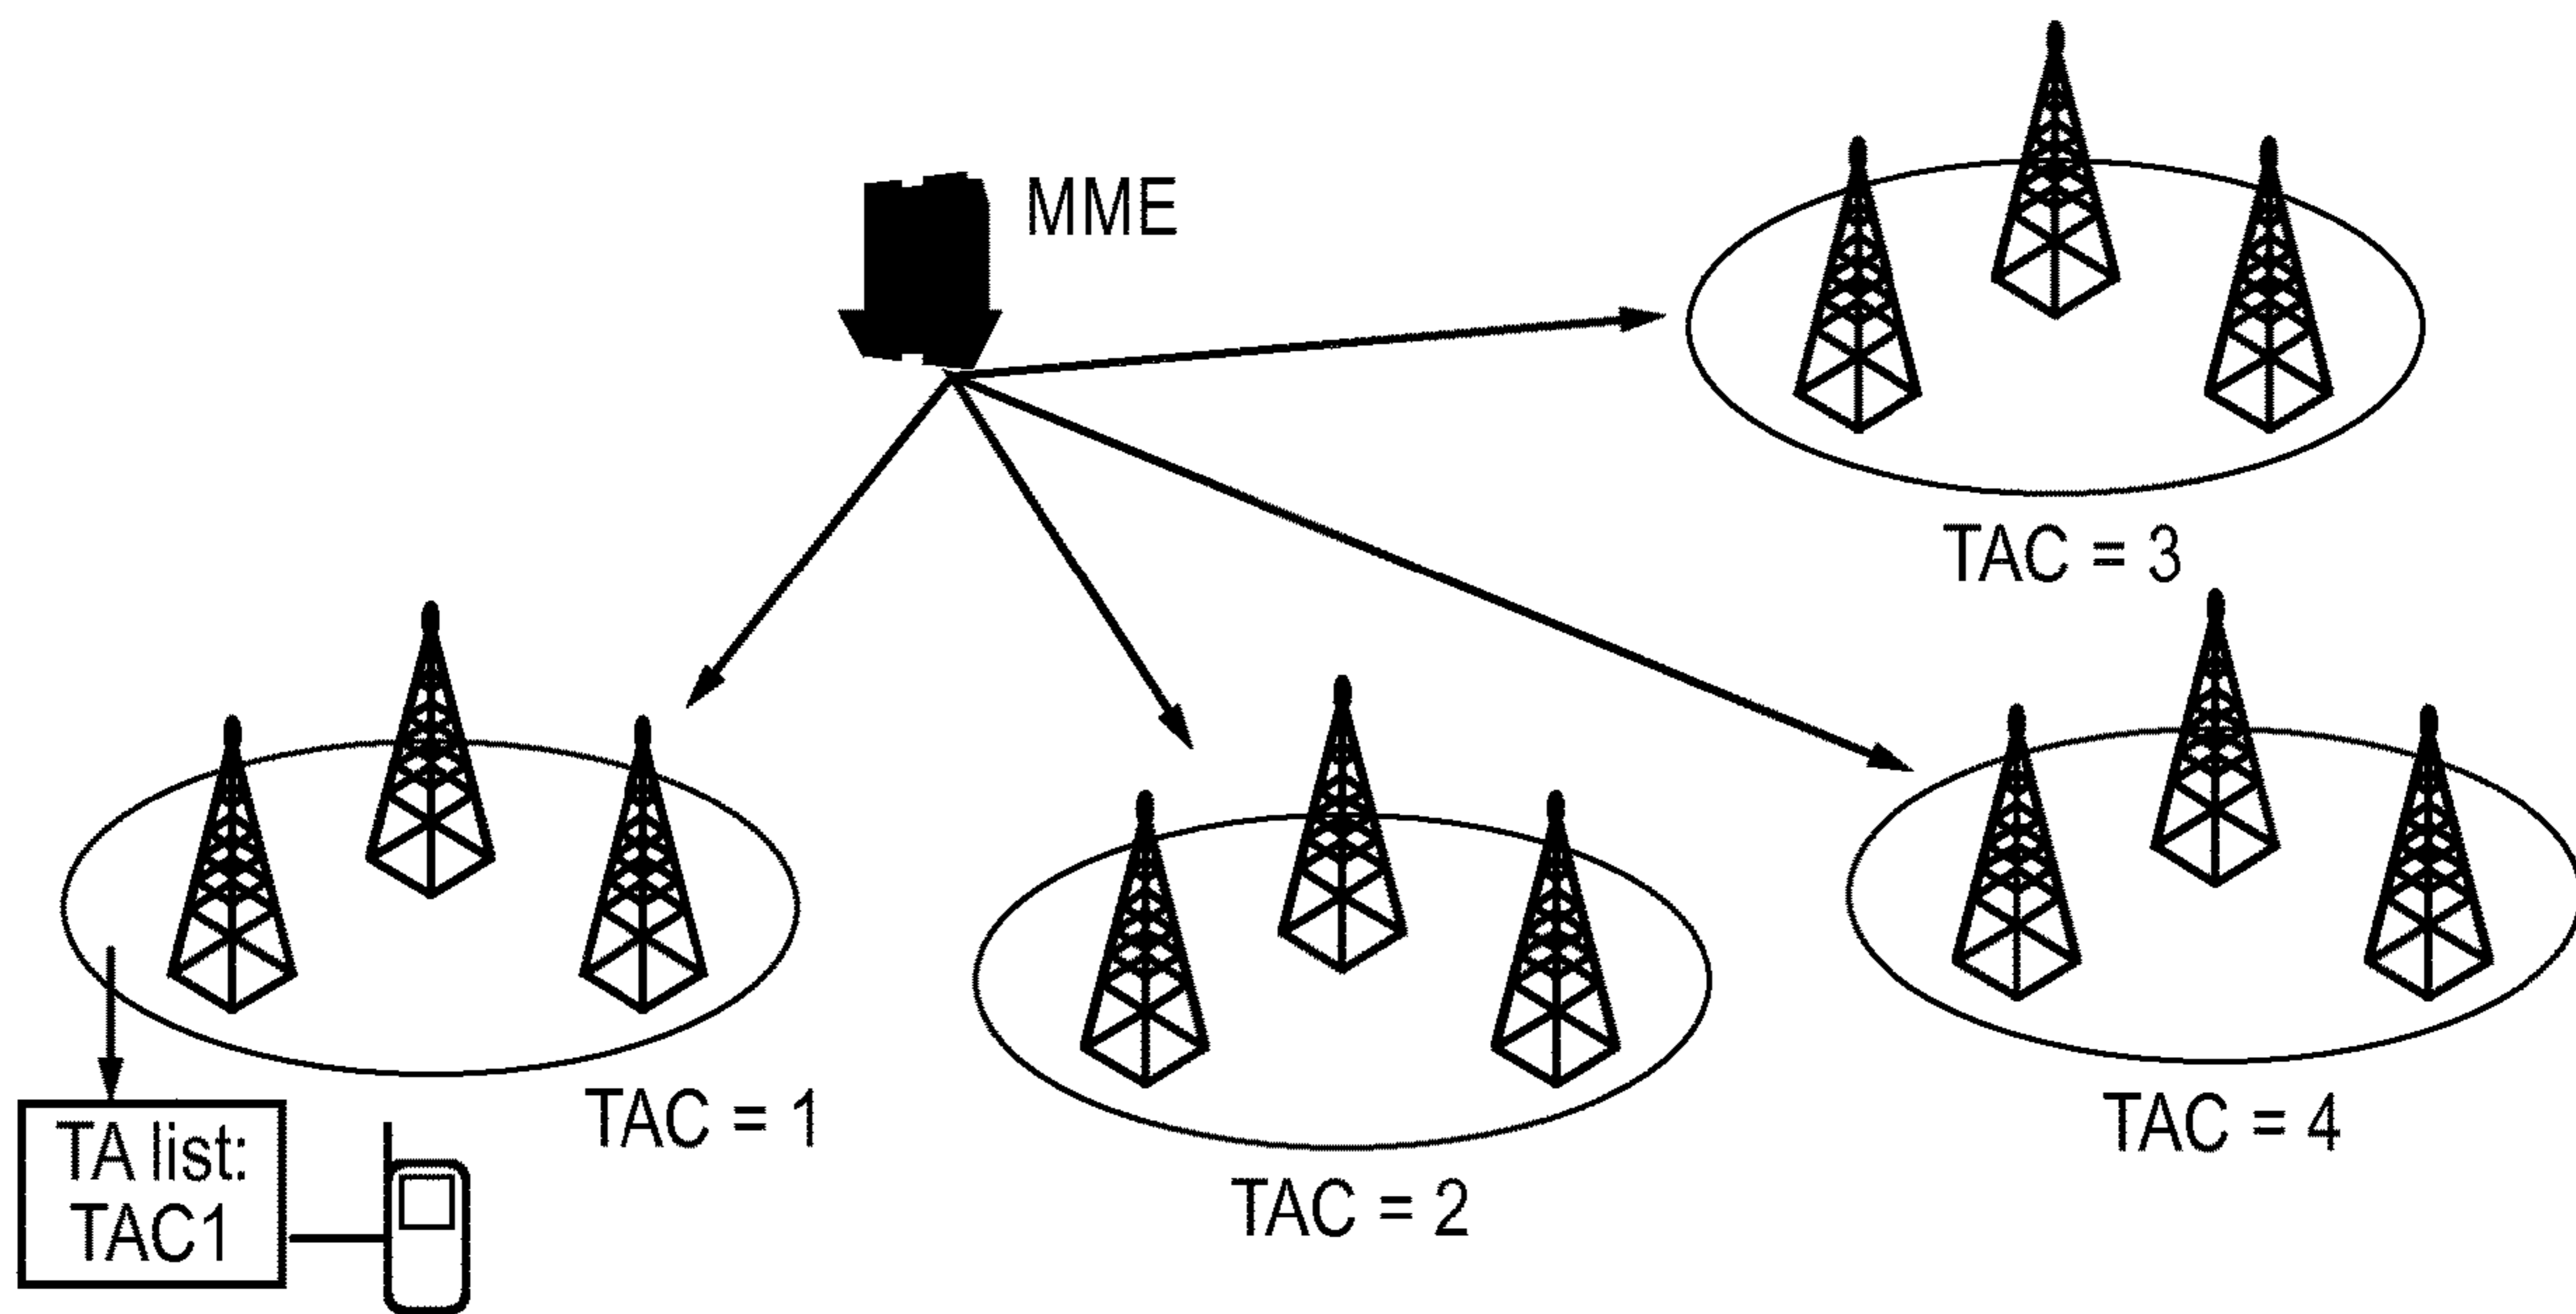 MME
TAC = 3
TAC = 1
TAC = 4
TA list:
TAC1
TAC = 2